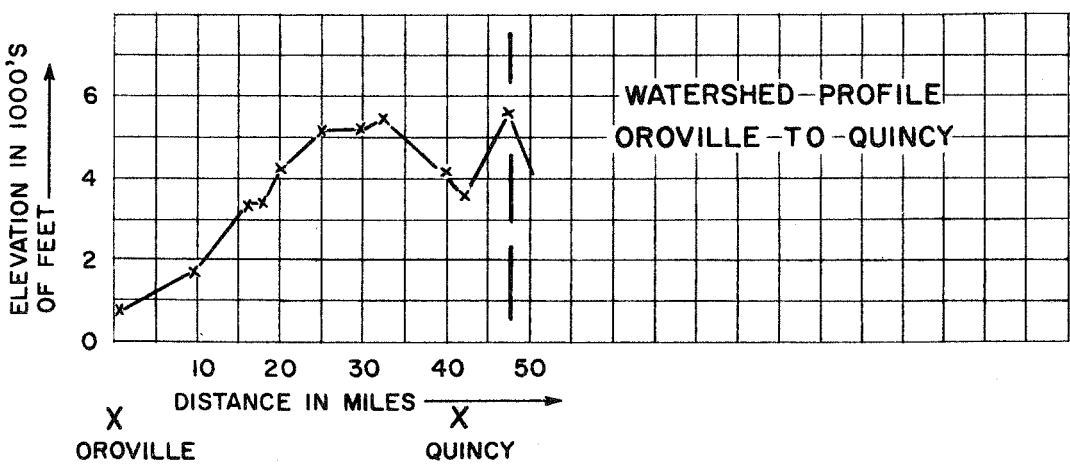 ELEVATION IN 1000'S
OF FEET
6
4
2
0
WATERSHED PROFILE
OROVILLE TO QUINCY
10 20 30 40 50
DISTANCE IN MILES
X X
OROVILLE QUINCY